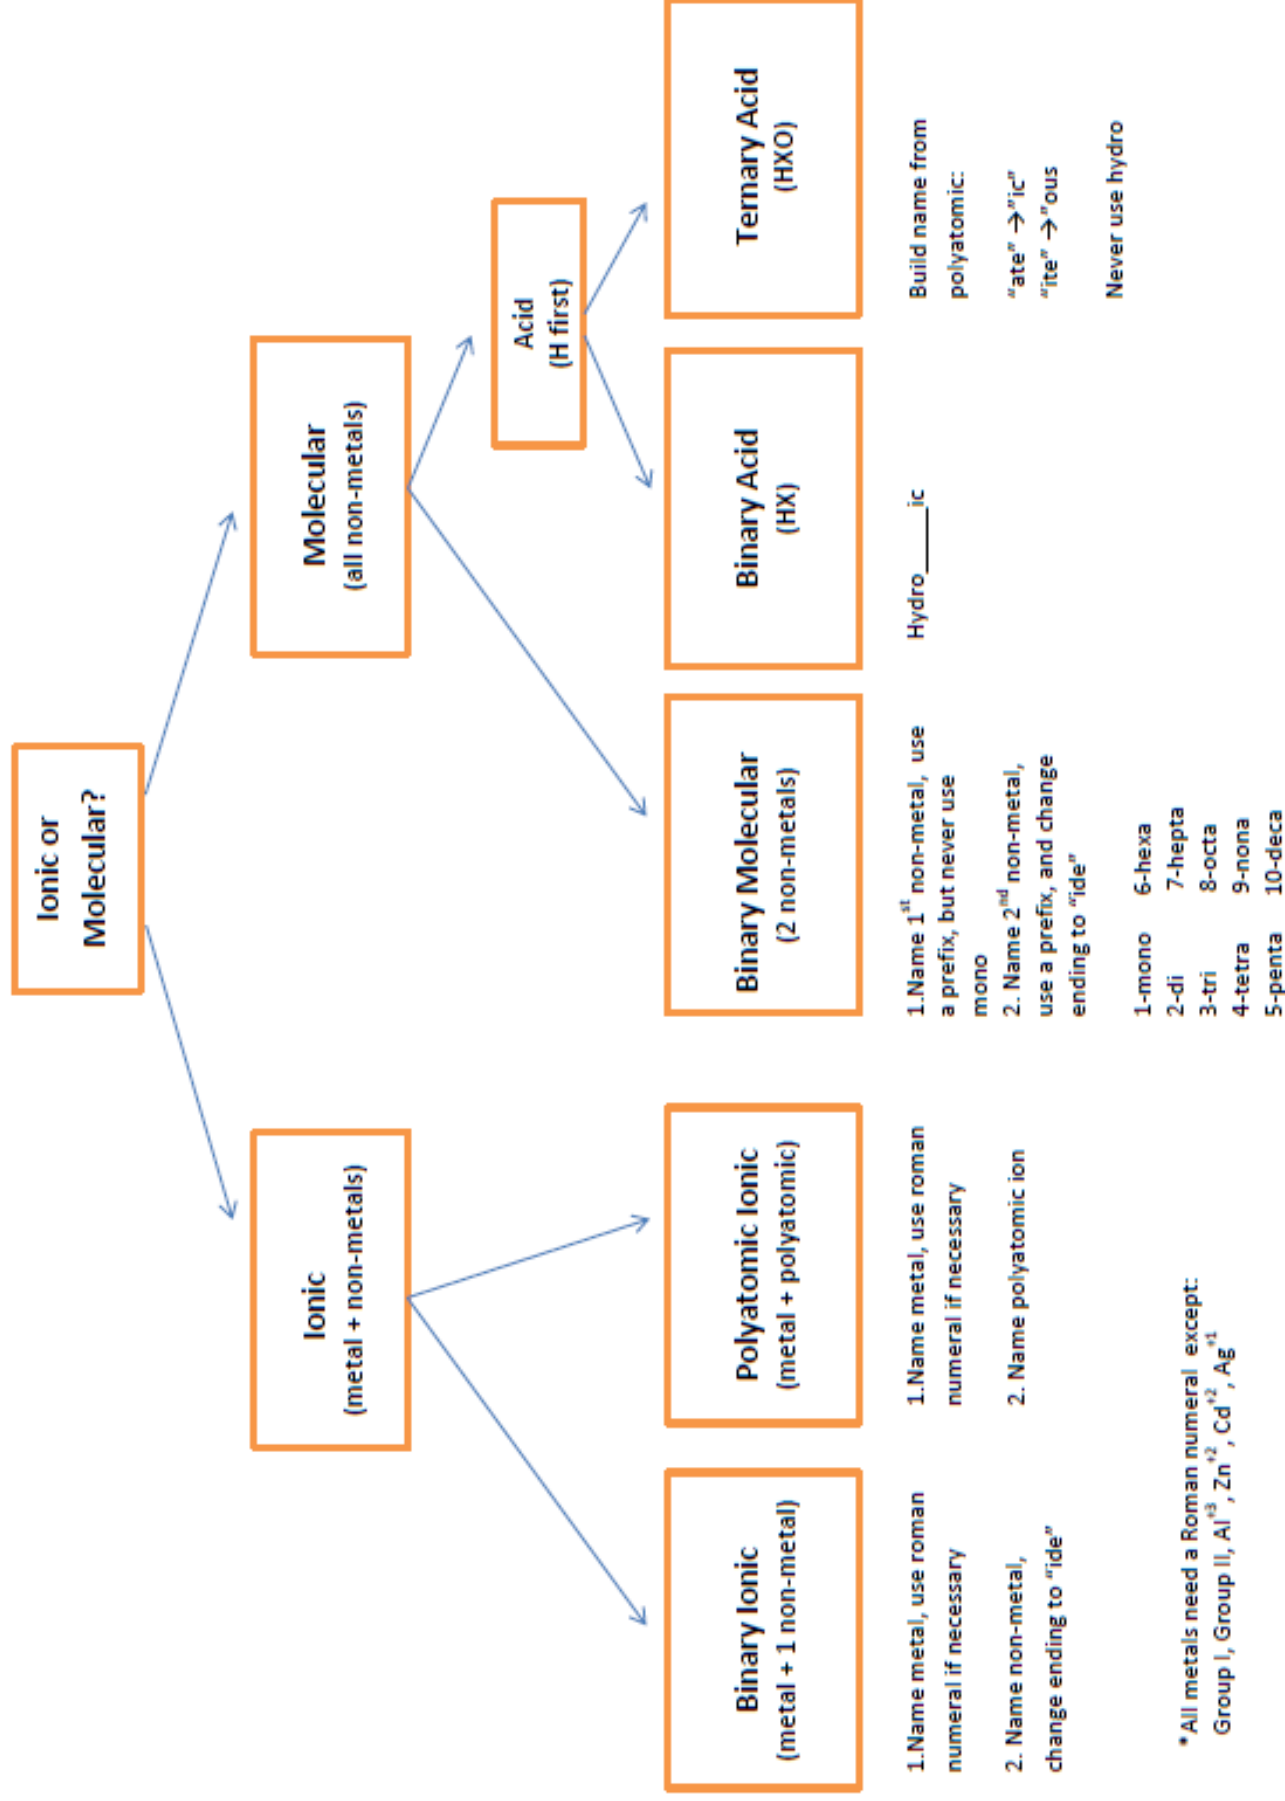 Ionic or
Molecular?
Ionic
(metal + non-metals)
Molecular
(all non-metals)
Acid
(H first)
Binary Ionic
(metal + 1 non-metal)
Polyatomic Ionic
(metal + polyatomic)
Binary Molecular
(2 non-metals)
Binary Acid
(HX)
Ternary Acid
(HXO)
1.Name metal, use roman
numeral if necessary
2. Name non-metal,
change ending to “ide”
1.Name metal, use roman
numeral if necessary
2. Name polyatomic ion
*All metals need a Roman numeral except:
Group I, Group II, Al⁺³, Zn⁺², Cd⁺², Ag⁺¹
1.Name 1ˢᵗ non-metal, use
a prefix, but never use
mono
2. Name 2ⁿᵈ non-metal,
use a prefix, and change
ending to “ide”
1-mono 6-hexa
2-di 7-hepta
3-tri 8-octa
4-tetra 9-nona
5-penta 10-deca
Hydro_____ic
Build name from
polyatomic:
“ate” →“ic”
“ite” →“ous
Never use hydro